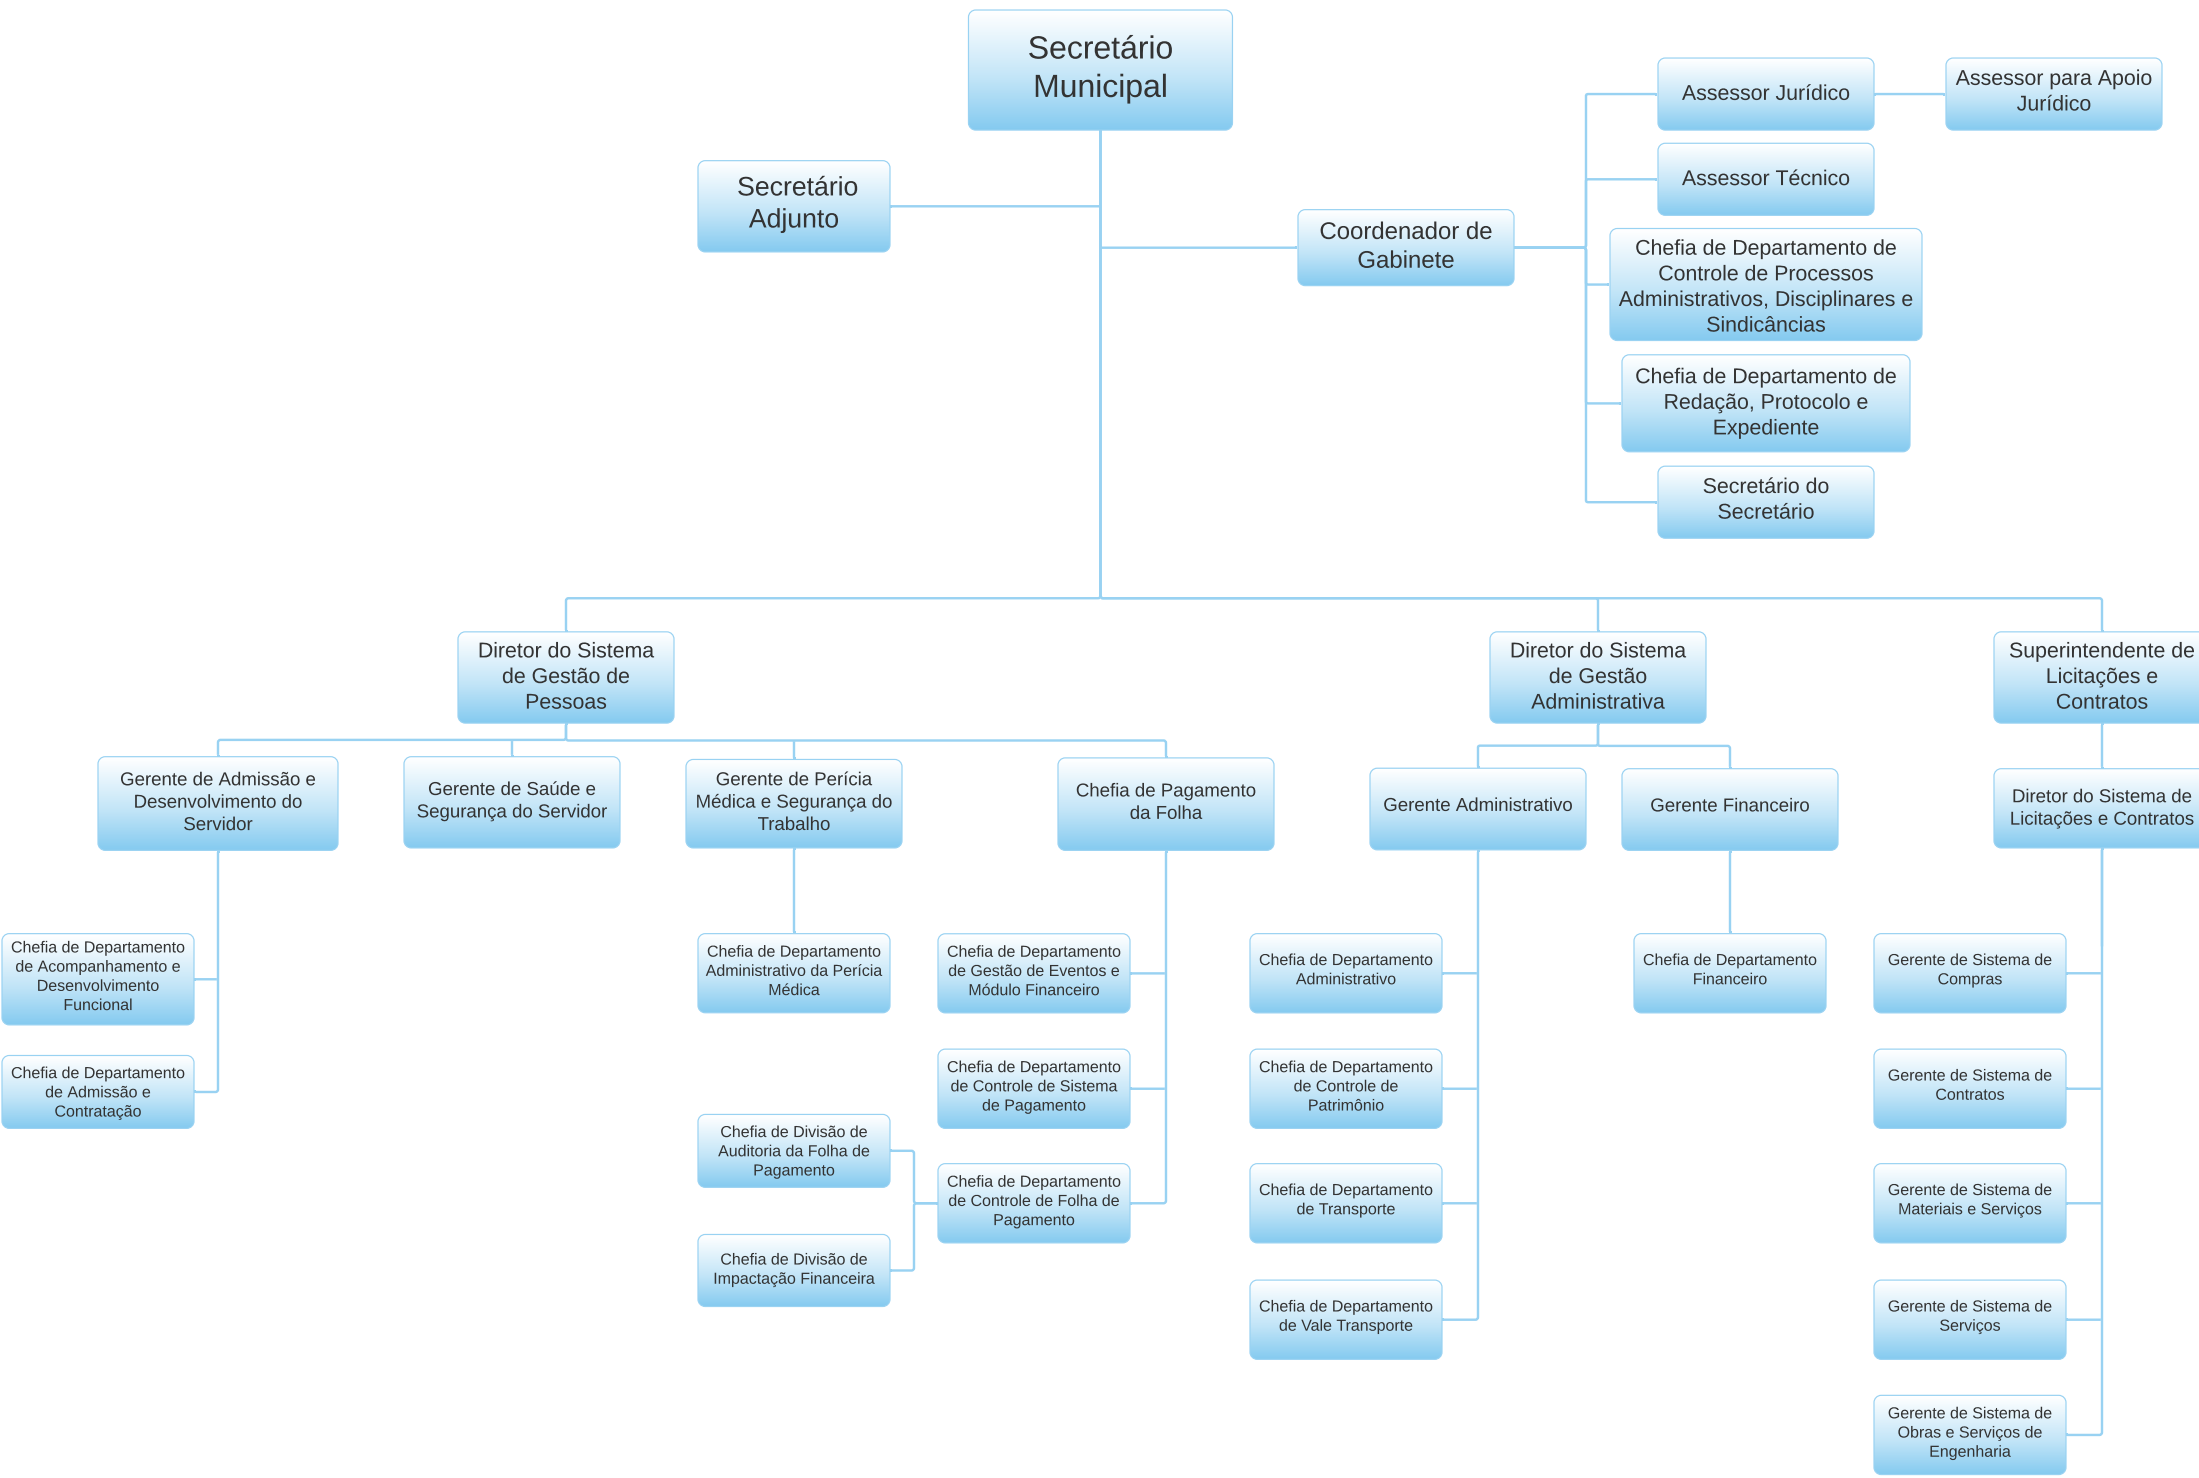 Secretário
Municipal
Assessor Jurídico
Assessor para Apoio
Jurídico
Secretário
Adjunto
Assessor Técnico
Coordenador de
Gabinete
Chefia de Departamento de
Controle de Processos
Administrativos, Disciplinares e
Sindicâncias
Chefia de Departamento de
Redação, Protocolo e
Expediente
Secretário do
Secretário
Diretor do Sistema
de Gestão de
Pessoas
Diretor do Sistema
de Gestão
Administrativa
Superintendente de
Licitações e
Contratos
Gerente de Admissão e
Desenvolvimento do
Servidor
Gerente de Saúde e
Segurança do Servidor
Gerente de Perícia
Médica e Segurança do
Trabalho
Chefia de Pagamento
da Folha
Gerente Administrativo
Gerente Financeiro
Diretor do Sistema de
Licitações e Contratos
Chefia de Departamento
de Acompanhamento e
Desenvolvimento
Funcional
Chefia de Departamento
Administrativo da Perícia
Médica
Chefia de Departamento
de Gestão de Eventos e
Módulo Financeiro
Chefia de Departamento
Administrativo
Chefia de Departamento
Financeiro
Gerente de Sistema de
Compras
Chefia de Departamento
de Admissão e
Contratação
Chefia de Departamento
de Controle de Sistema
de Pagamento
Chefia de Departamento
de Controle de
Patrimônio
Gerente de Sistema de
Contratos
Chefia de Divisão de
Auditoria da Folha de
Pagamento
Chefia de Departamento
de Controle de Folha de
Pagamento
Chefia de Departamento
de Transporte
Gerente de Sistema de
Materiais e Serviços
Chefia de Divisão de
Impactação Financeira
Chefia de Departamento
de Vale Transporte
Gerente de Sistema de
Serviços
Gerente de Sistema de
Obras e Serviços de
Engenharia